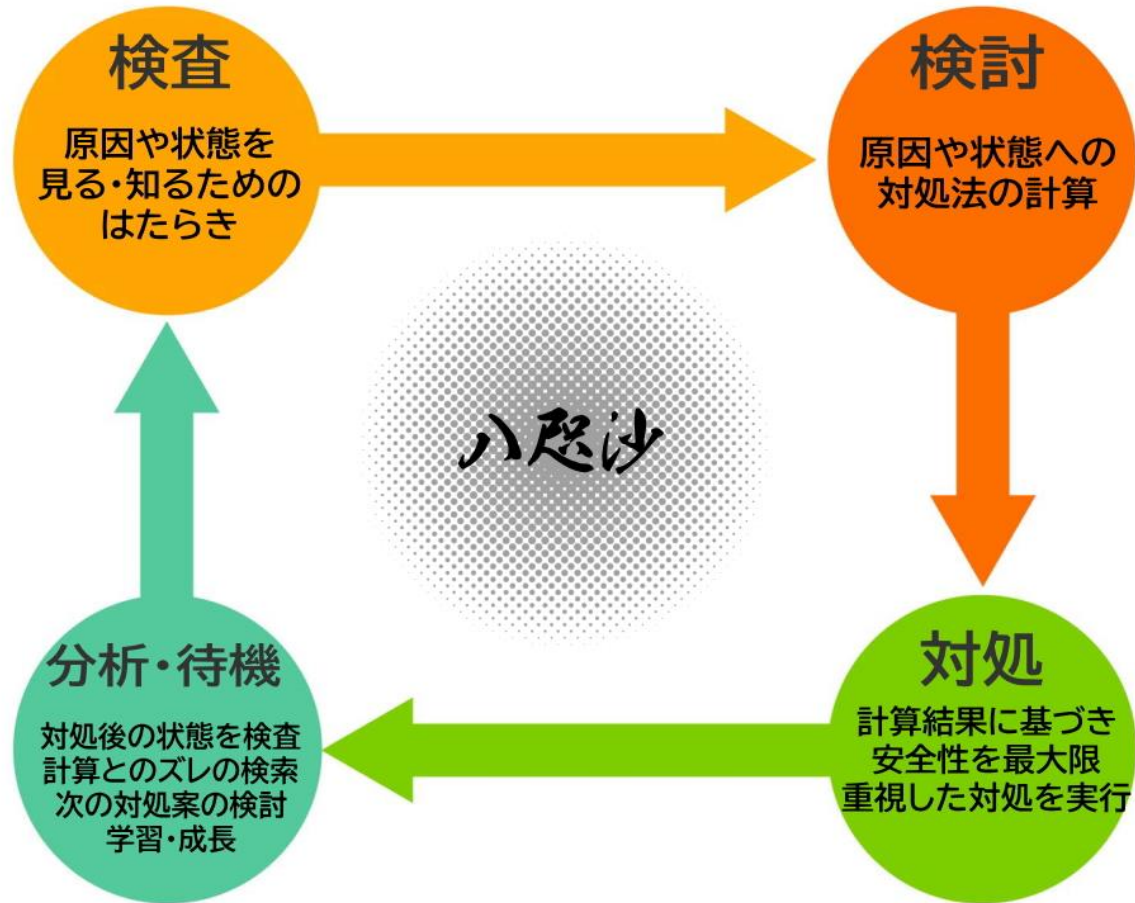 検査
原因や状態を
見る・知るための
はたらき
検討
原因や状態への
対処法の計算
八咫沙
対処
計算結果に基づき
安全性を最大限
重視した対処を実行
分析・待機
対処後の状態を検査
計算とのズレの検索
次の対処案の検討
学習・成長